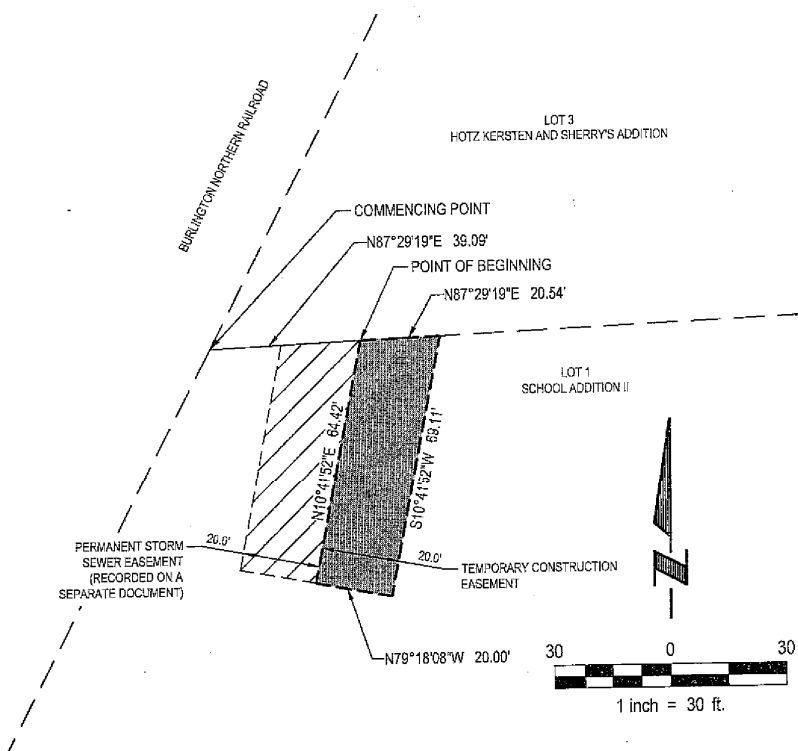 BURLINGTON NORTHERN RAILROAD
LOT 3
HOTZ KERSTEN AND SHERRY'S ADDITION
COMMENCING POINT
N87°29'19"E 39.09'
POINT OF BEGINNING
N87°29'19"E 20.54'
LOT 1
SCHOOL ADDITION II
N10°41'52"E 64.42'
S10°41'52"W 69.11'
20.0'
20.0'
PERMANENT STORM
SEWER EASEMENT
(RECORDED ON A
SEPARATE DOCUMENT)
TEMPORARY CONSTRUCTION
EASEMENT
N79°18'08"W 20.00'
30 0 30
1 inch = 30 ft.